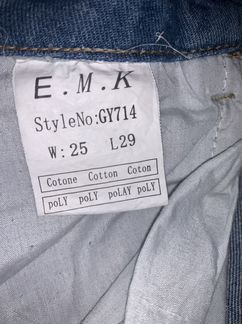 E.M.K
StyleNo:GY714
W:25 L29
Cotone Cotton Coton
poLY poLY poLAY poLY